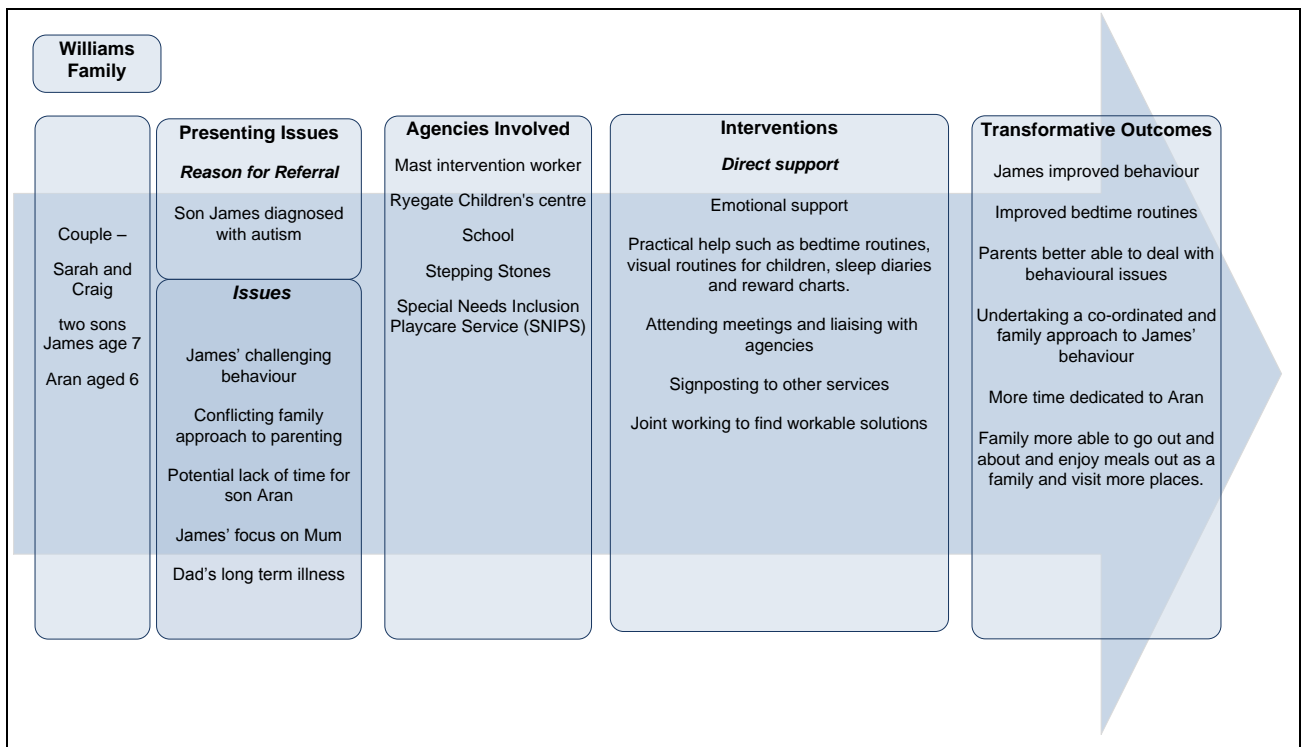 Williams
Family
Couple –
Sarah and
Craig
two sons
James age 7
Aran aged 6
Presenting Issues
Reason for Referral
Son James diagnosed
with autism
Issues
James’ challenging
behaviour
Conflicting family
approach to parenting
Potential lack of time for
son Aran
James’ focus on Mum
Dad’s long term illness
Agencies Involved
Mast intervention worker
Ryegate Children's centre
School
Stepping Stones
Special Needs Inclusion
Playcare Service (SNIPS)
Interventions
Direct support
Emotional support
Practical help such as bedtime routines,
visual routines for children, sleep diaries
and reward charts.
Attending meetings and liaising with
agencies
Signposting to other services
Joint working to find workable solutions
Transformative Outcomes
James improved behaviour
Improved bedtime routines
Parents better able to deal with
behavioural issues
Undertaking a co-ordinated and
family approach to James’
behaviour
More time dedicated to Aran
Family more able to go out and
about and enjoy meals out as a
family and visit more places.